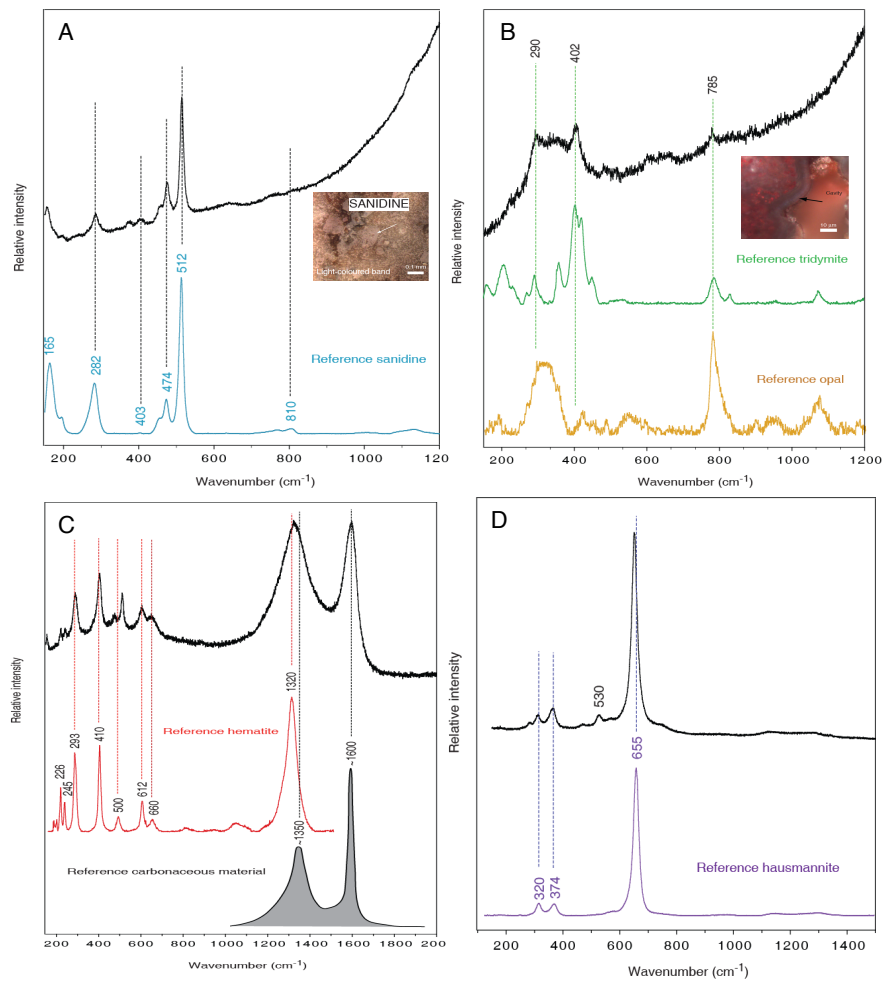 A
SANIDINE
Light-coloured band
0.1 mm
512
165
282
403
474
810
Reference sanidine
Relative intensity
200 400 600 800 1000 120
Wavenumber (cm-1)
B
290
402
785
Cavity
10 µm
Reference tridymite
Reference opal
Relative intensity
200 400 600 800 1000 1200
Wavenumber (cm-1)
C
1320
~1600
Reference hematite
293
410
226
245
500
612
660
~1350
Reference carbonaceous material
Relative intensity
200 400 600 800 1000 1200 1400 1600 1800 200
Wavenumber (cm-1)
D
530
655
Reference hausmannite
320
374
Relative intensity
200 400 600 800 1000 1200 1400
Wavenumber (cm-1)